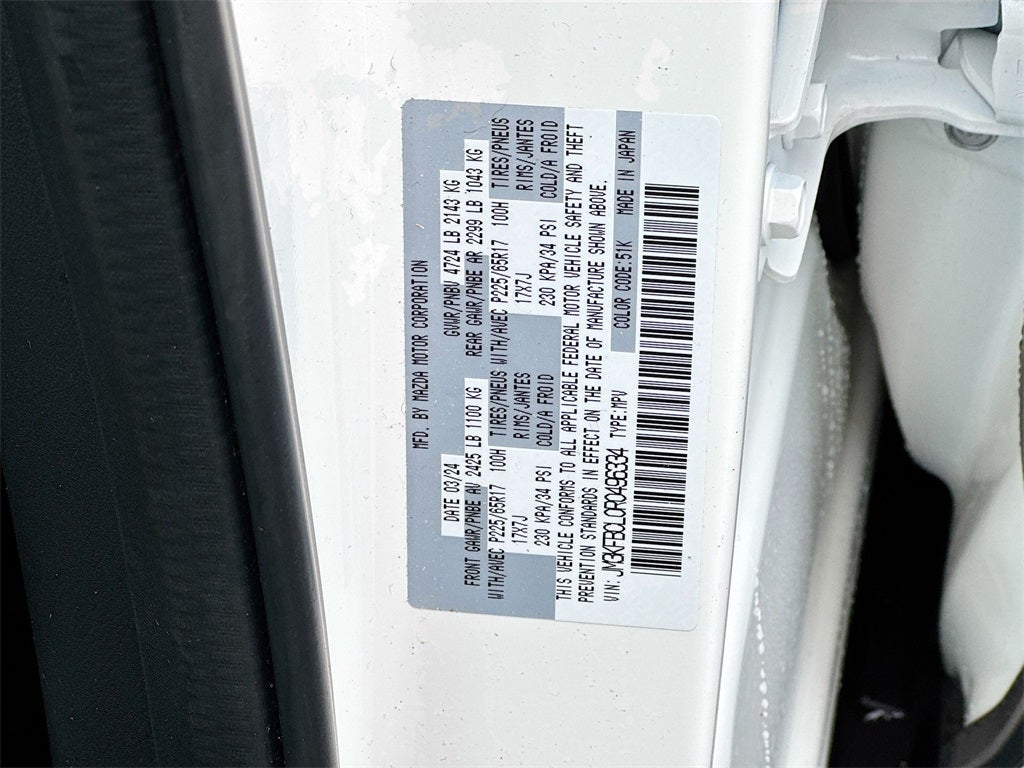 MFD. BY MAZDA MOTOR CORPORATION
DATE 03/24 GVWR/PNBV 4724 LB 2143 KG
FRONT GAWR/PNBE AV 2425 LB 1100 KG REAR GAWR/PNBE AR 2299 LB 1043 KG
WITH/AVEC P225/65R17 100H TIRES/PNEUS WITH/AVEC P225/65R17 100H TIRES/PNEUS
17X7J RIMS/JANTES 17X7J RIMS/JANTES
230 KPA/34 PSI COLD/A FROID 230 KPA/34 PSI COLD/A FROID
THIS VEHICLE CONFORMS TO ALL APPLICABLE FEDERAL MOTOR VEHICLE SAFETY AND THEFT
PREVENTION STANDARDS IN EFFECT ON THE DATE OF MANUFACTURE SHOWN ABOVE.
VIN: JM3KFBCL0R0496334 TYPE:MPV COLOR CODE:51K MADE IN JAPAN